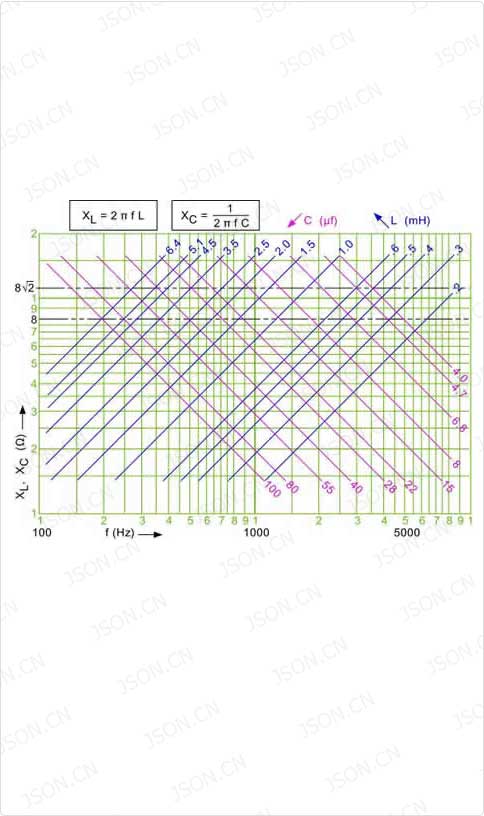 X_L = 2 π f L
X_C = 1 / 2 π f C
C (μf)
L (mH)
6.4 5.1 4.5 3.5 2.5 2.0 1.5 1.0 .6 .5 .4 .3
.2
2
8√2
1
9
8
7
6
5
4
3
2
1
X_L, X_C (Ω)
4.0
4.7
6.8
8
100 80 55 40 28 22 15
1 2 3 4 5 6 7 8 9 1 2 3 4 5 6 7 8 9 1
100 f (Hz) 1000 5000
JSON.CN